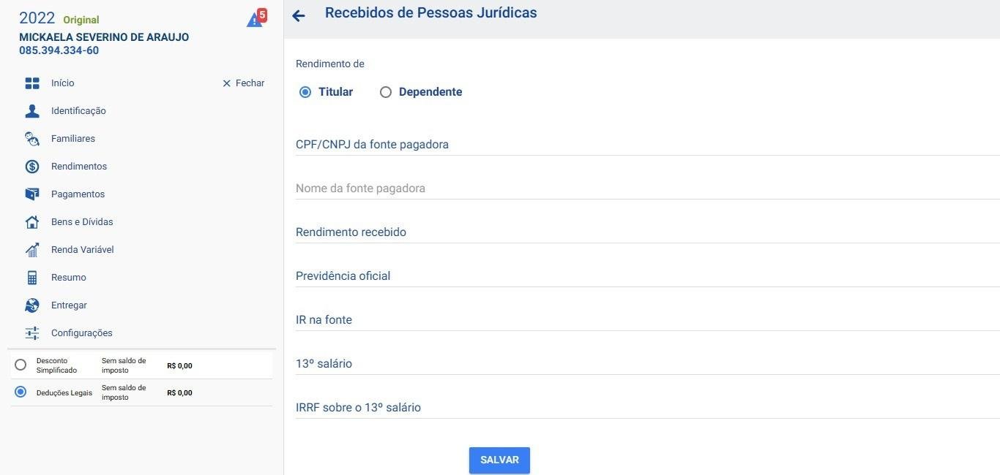 2022 Original
5
MICKAELA SEVERINO DE ARAUJO
085.394.334-60
Início
Fechar
Identificação
Familiares
Rendimentos
Pagamentos
Bens e Dívidas
Renda Variável
Resumo
Entregar
Configurações
Desconto Simplificado
Sem saldo de imposto
R$ 0,00
Deduções Legais
Sem saldo de imposto
R$ 0,00
Recebidos de Pessoas Jurídicas
Rendimento de
Titular
Dependente
CPF/CNPJ da fonte pagadora
Nome da fonte pagadora
Rendimento recebido
Previdência oficial
IR na fonte
13º salário
IRRF sobre o 13º salário
SALVAR